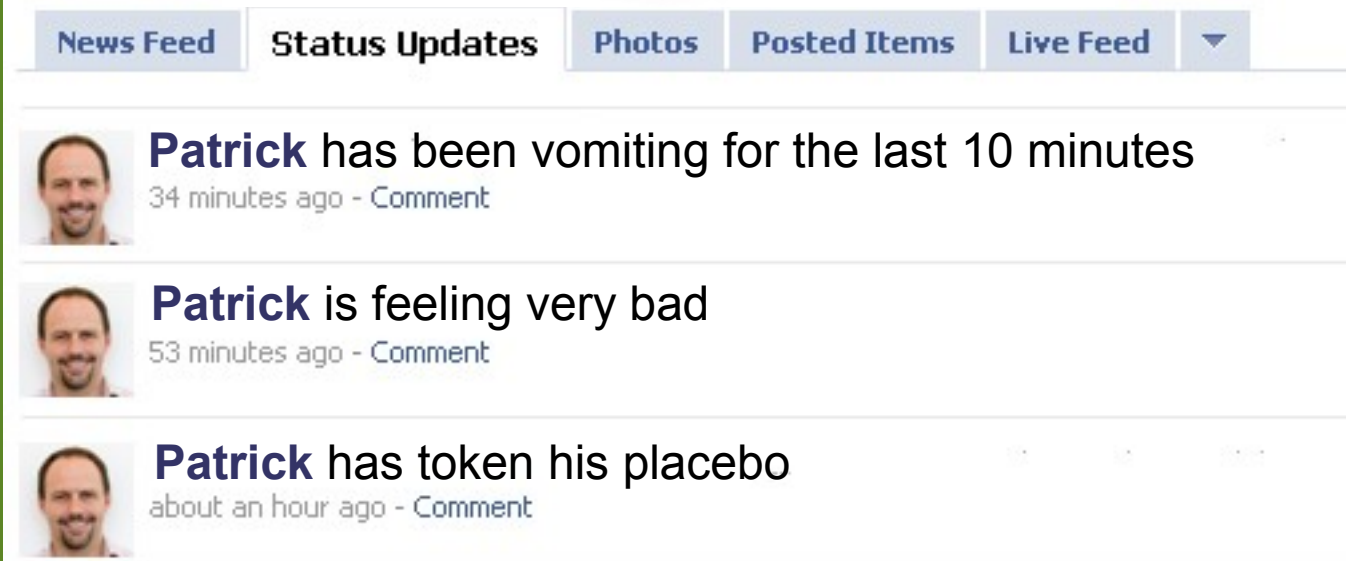 News Feed Status Updates Photos Posted Items Live Feed
Patrick has been vomiting for the last 10 minutes
34 minutes ago - Comment
Patrick is feeling very bad
53 minutes ago - Comment
Patrick has token his placebo
about an hour ago - Comment